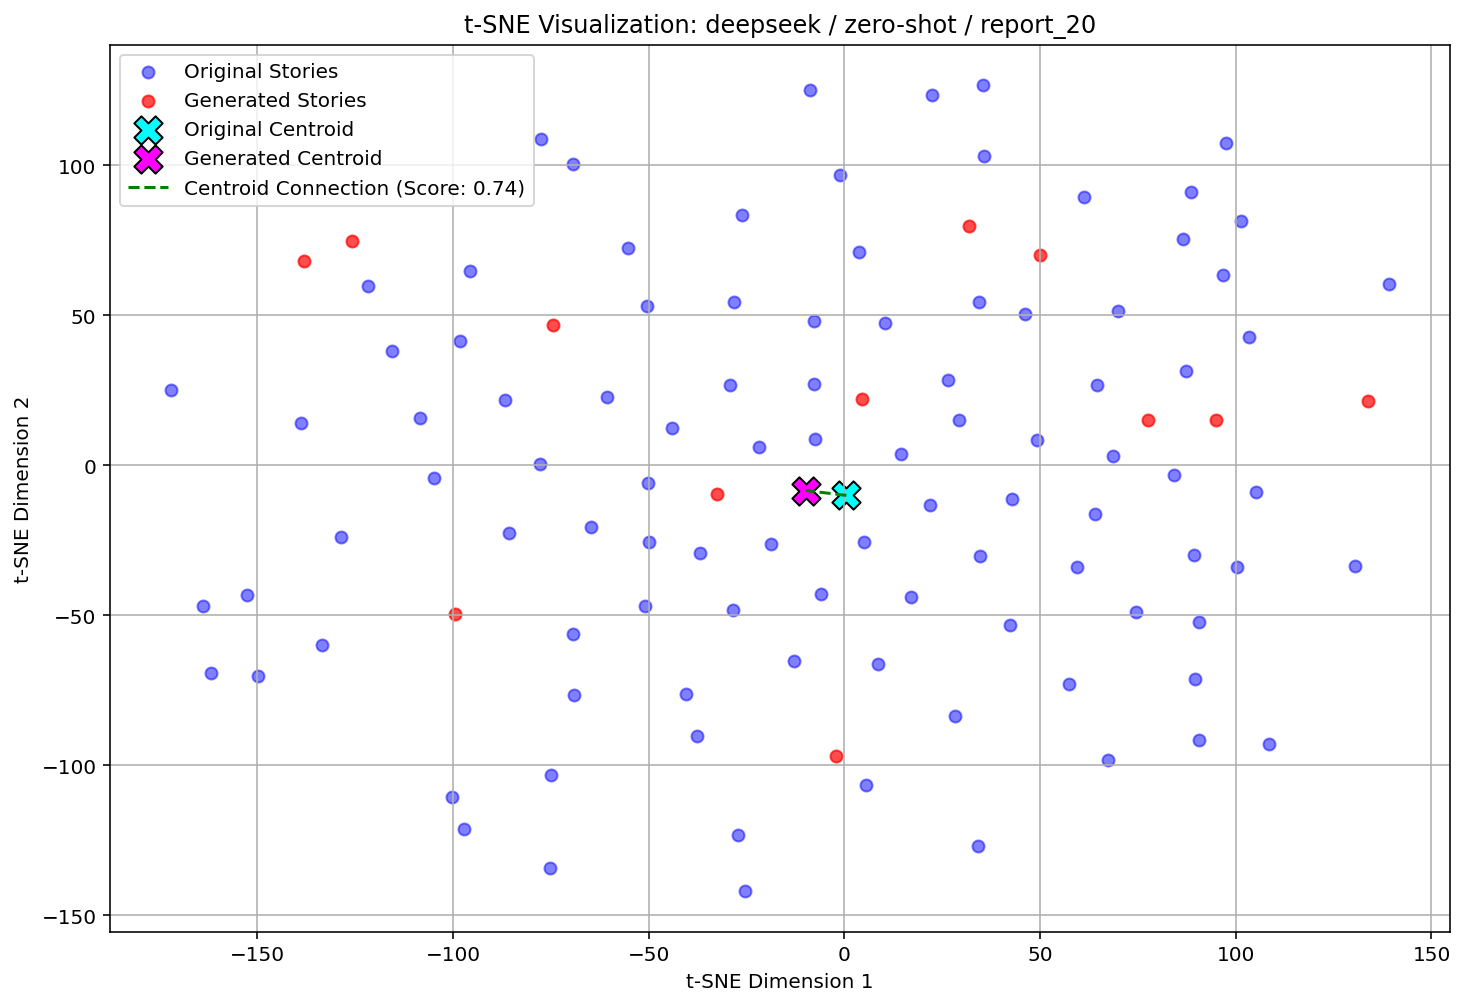 t-SNE Visualization: deepseek / zero-shot / report_20
Original Stories
Generated Stories
Original Centroid
Generated Centroid
Centroid Connection (Score: 0.74)
100
50
0
−50
−100
−150
t-SNE Dimension 2
−150
−100
−50
0
50
100
150
t-SNE Dimension 1